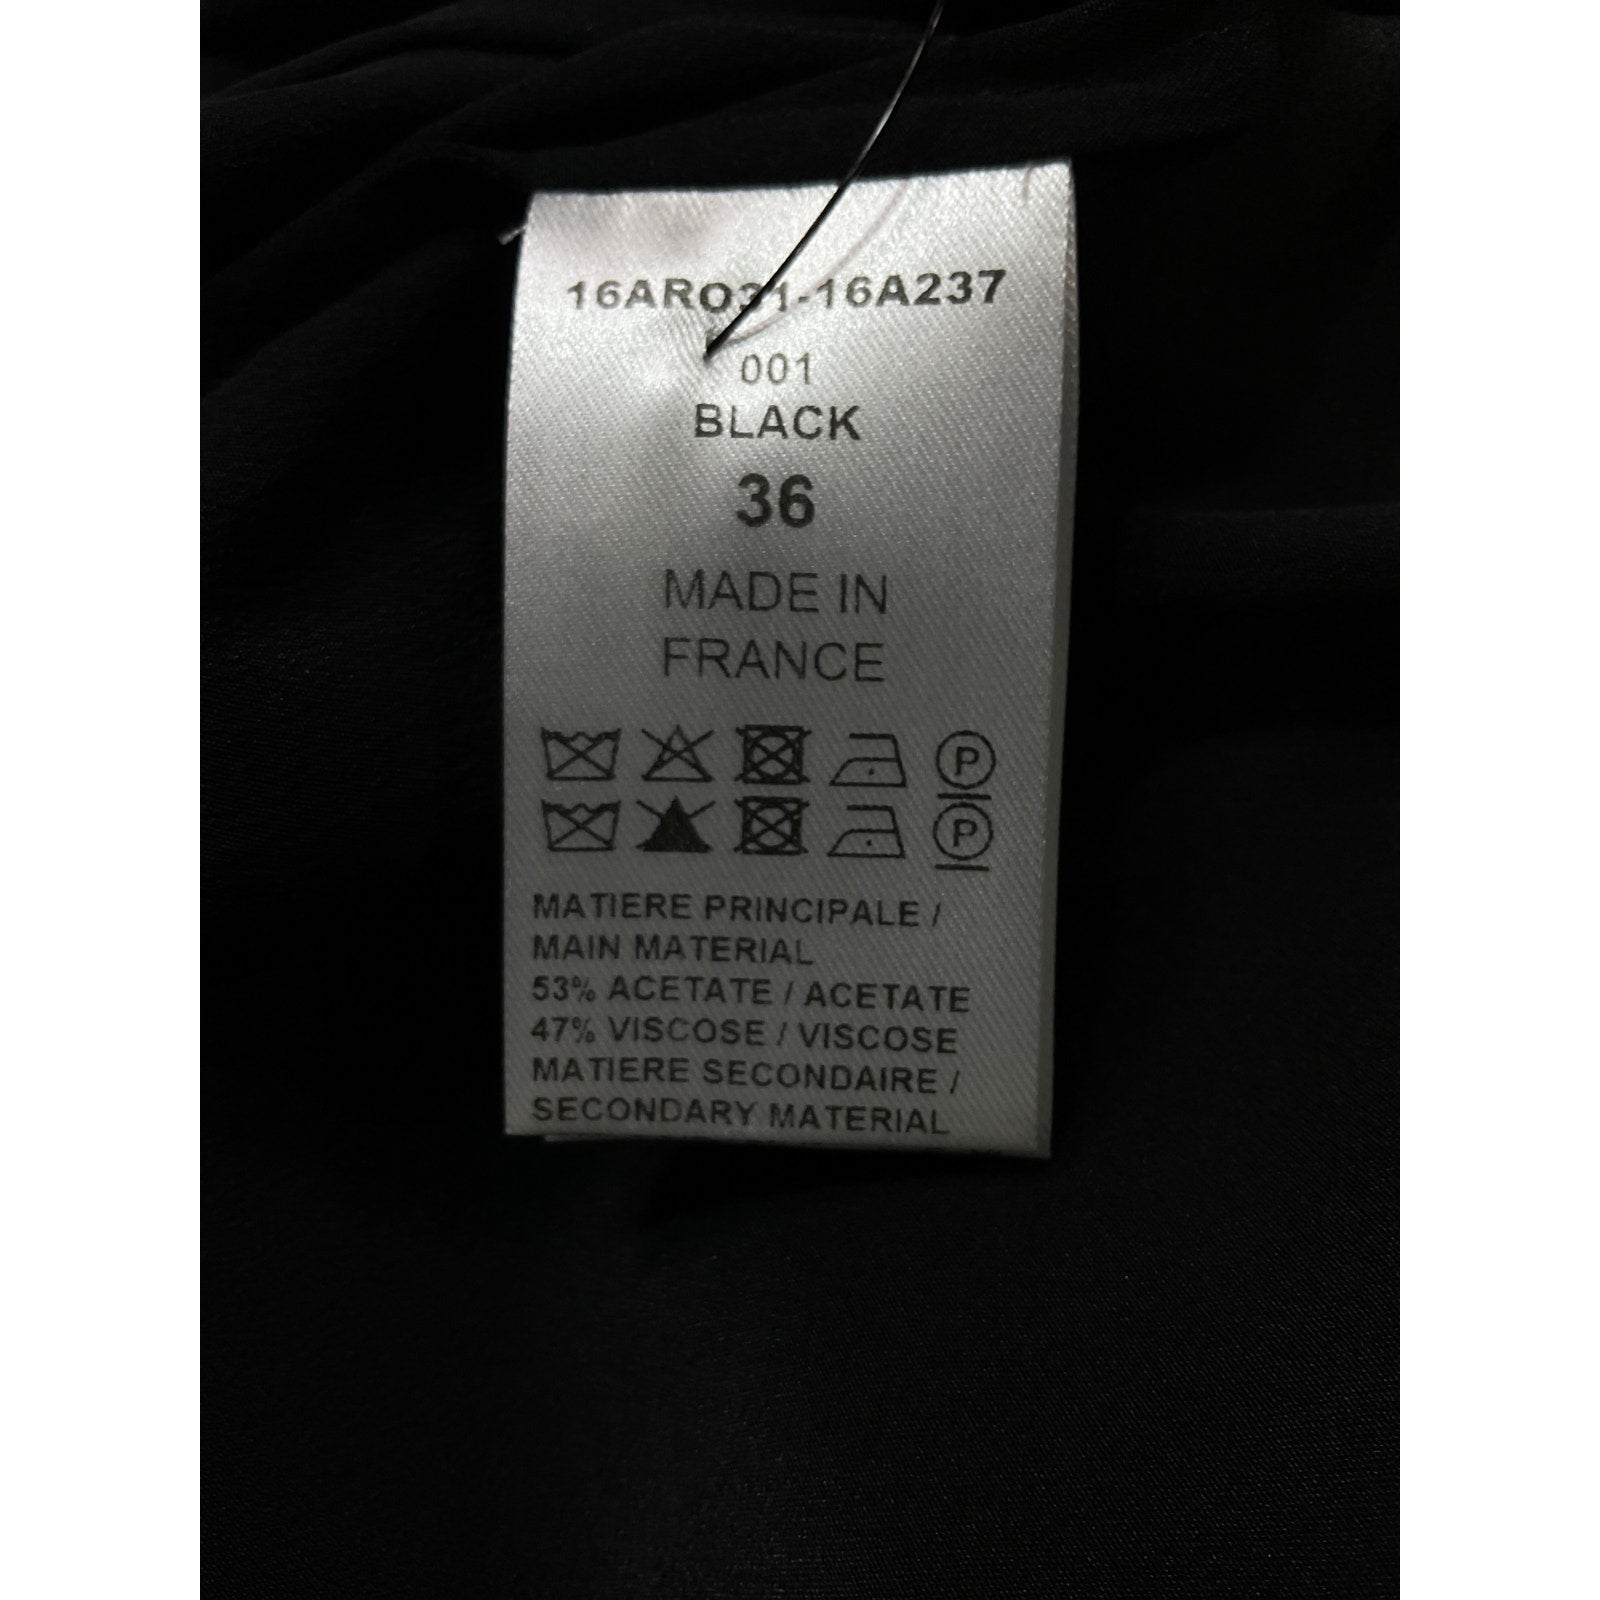 16ARO31-16A237
001
BLACK
36
MADE IN
FRANCE
P
P
MATIERE PRINCIPALE /
MAIN MATERIAL
53% ACETATE / ACETATE
47% VISCOSE / VISCOSE
MATIERE SECONDAIRE /
SECONDARY MATERIAL